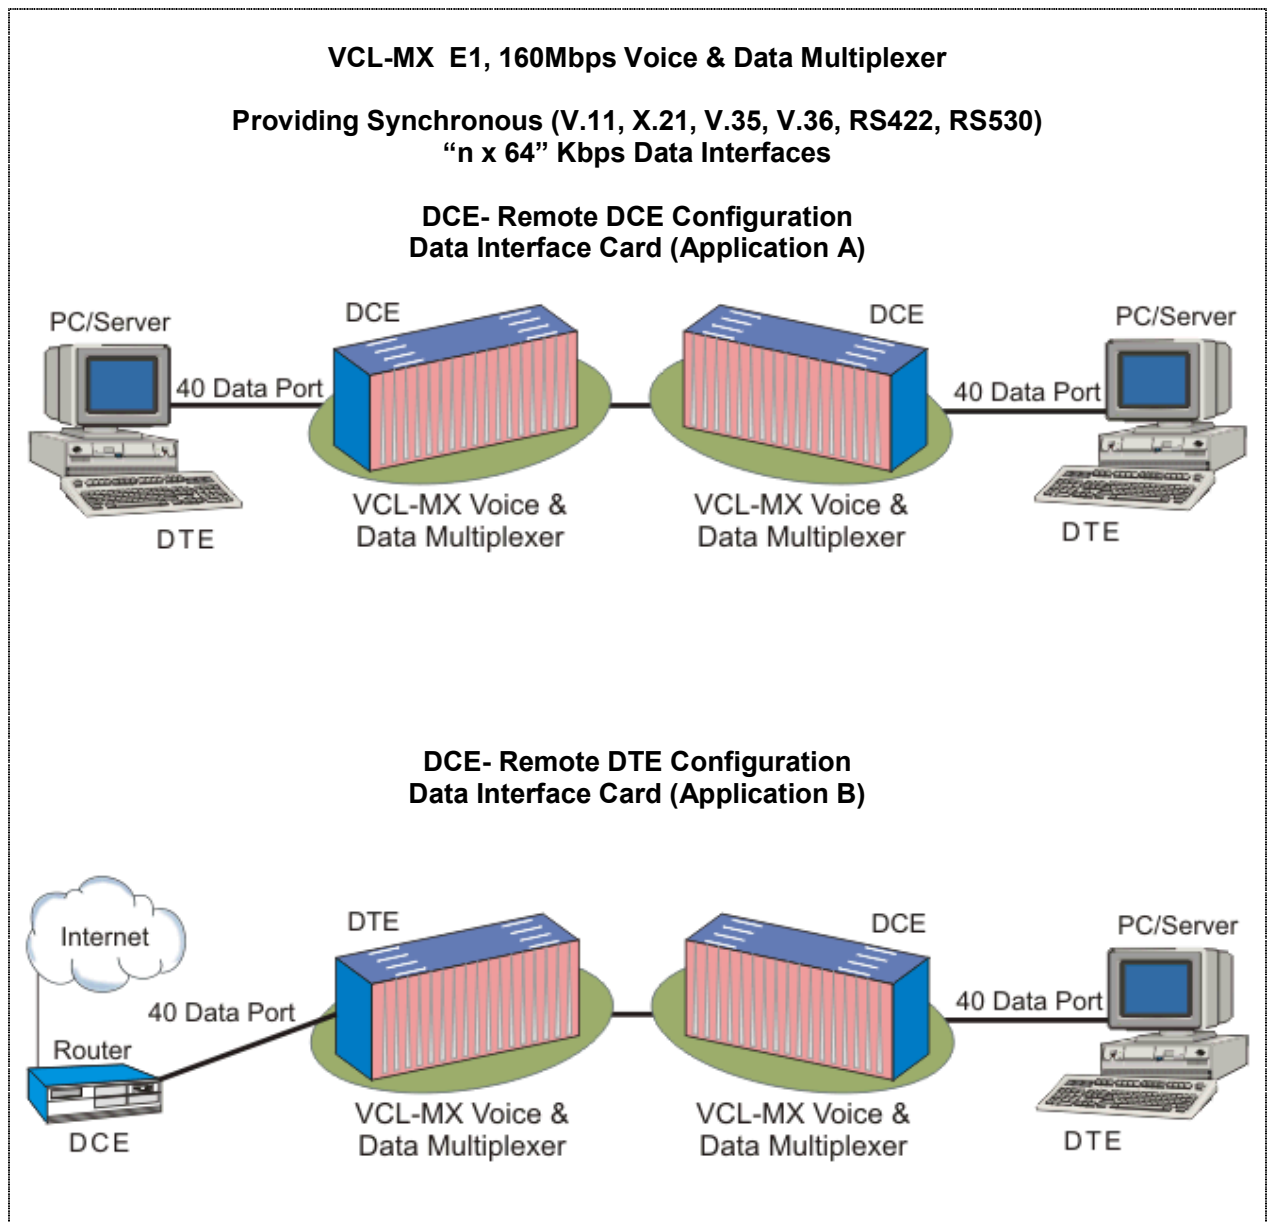 VCL-MX E1, 160Mbps Voice & Data Multiplexer
Providing Synchronous (V.11, X.21, V.35, V.36, RS422, RS530)
“n x 64” Kbps Data Interfaces
DCE- Remote DCE Configuration
Data Interface Card (Application A)
PC/Server
DCE
DCE
PC/Server
40 Data Port
40 Data Port
VCL-MX Voice &
Data Multiplexer
VCL-MX Voice &
Data Multiplexer
DTE
DTE
DCE- Remote DTE Configuration
Data Interface Card (Application B)
Internet
DTE
DCE
PC/Server
40 Data Port
40 Data Port
Router
DCE
VCL-MX Voice &
Data Multiplexer
VCL-MX Voice &
Data Multiplexer
DTE